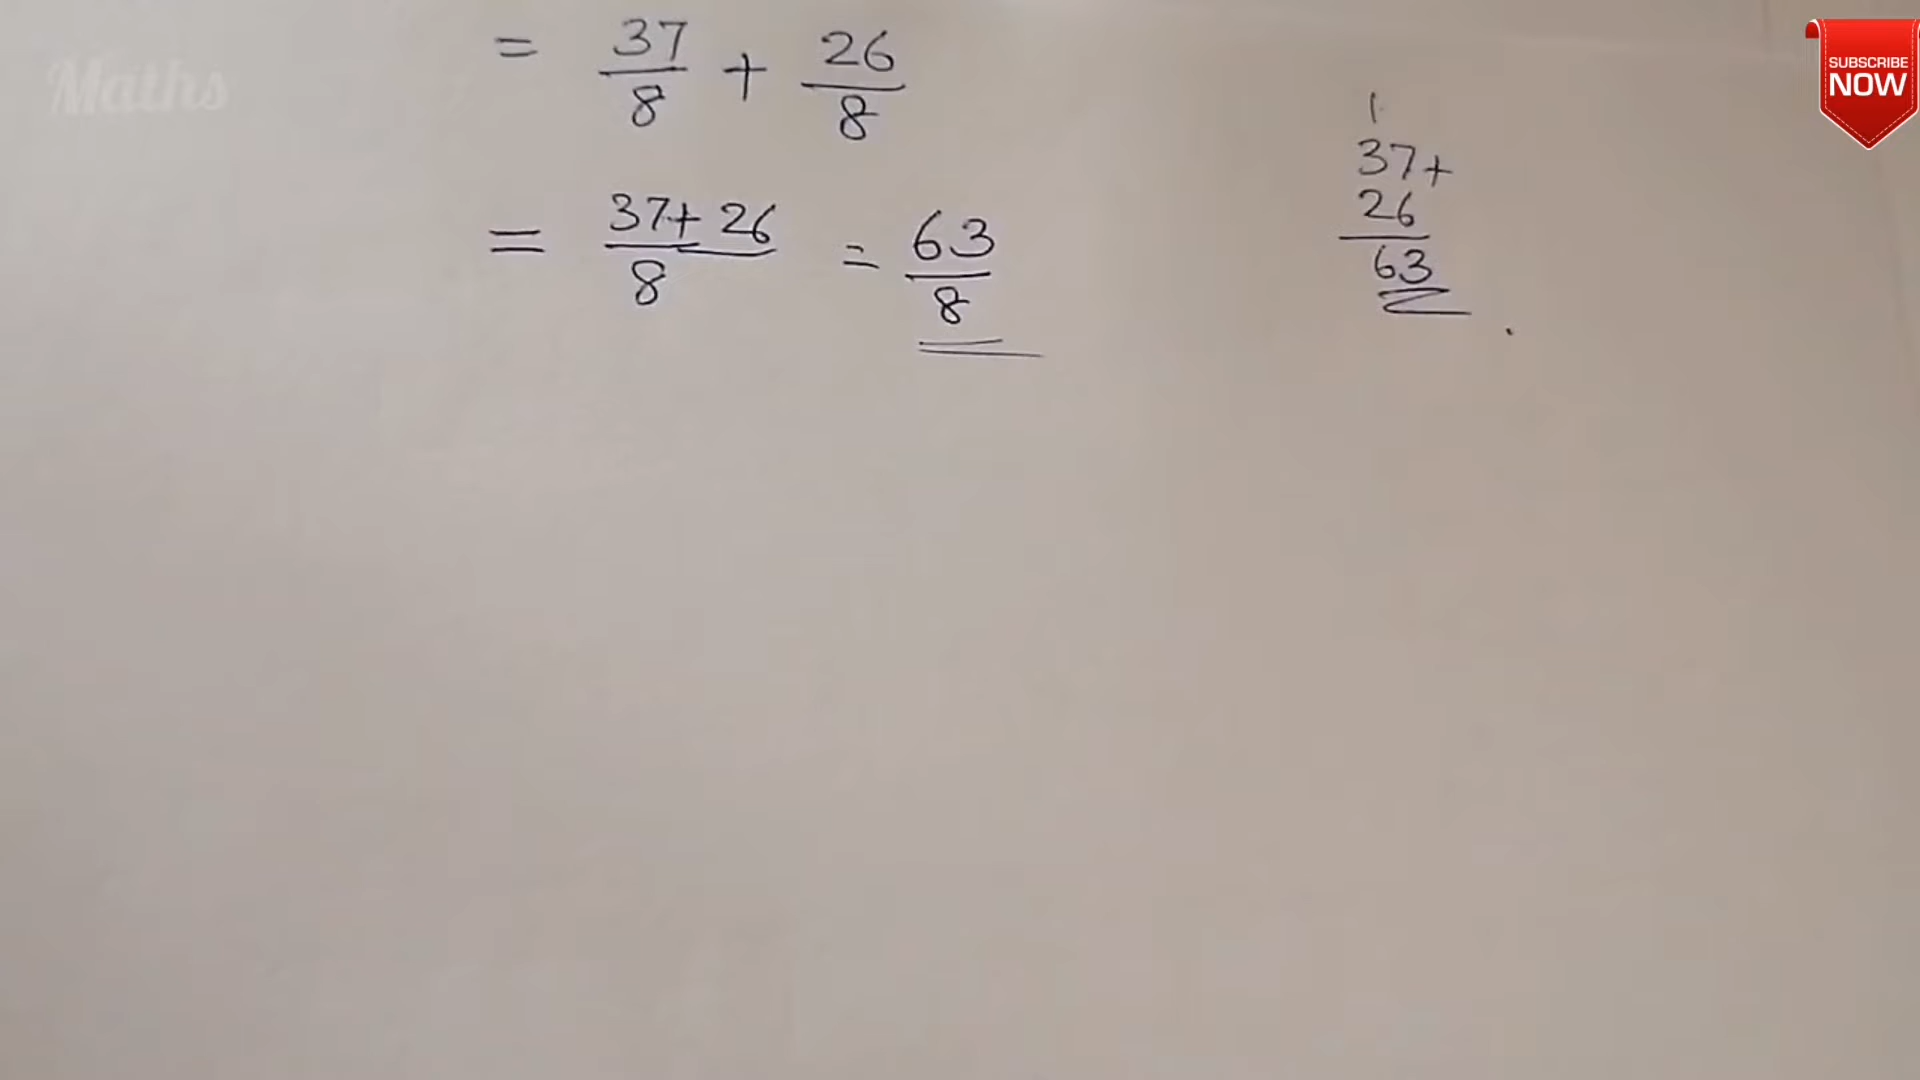 = 37/8 + 26/8
= 37+26/8 = 63/8
1
37+
26
63
Maths
SUBSCRIBE
NOW